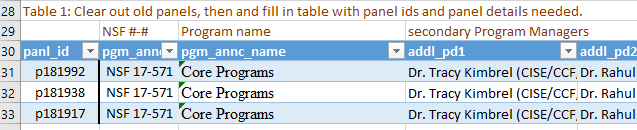 28 Table 1: Clear out old panels, then and fill in table with panel ids and panel details needed.
29 NSF #-# Program name secondary Program Managers
30 panl_id pgm_annc pgm_annc_name addl_pd1 addl_pd2
31 p181992 NSF 17-571 Core Programs Dr. Tracy Kimbrel (CISE/CCF, Dr. Rahul
32 p181938 NSF 17-571 Core Programs Dr. Tracy Kimbrel (CISE/CCF, Dr. Rahul
33 p181917 NSF 17-571 Core Programs Dr. Tracy Kimbrel (CISE/CCF, Dr. Rahul